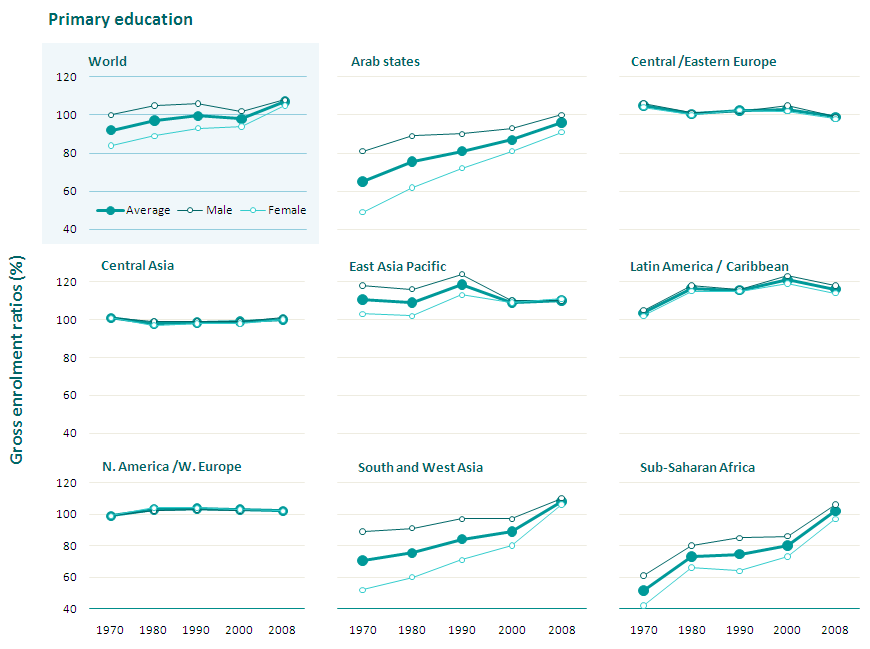 Primary education
World
Arab states
Central /Eastern Europe
120
100
80
60
40
Average
Male
Female
Gross enrolment ratios (%)
Central Asia
East Asia Pacific
Latin America / Caribbean
120
100
80
60
40
N. America /W. Europe
South and West Asia
Sub-Saharan Africa
120
100
80
60
40
1970 1980 1990 2000 2008
1970 1980 1990 2000 2008
1970 1980 1990 2000 2008